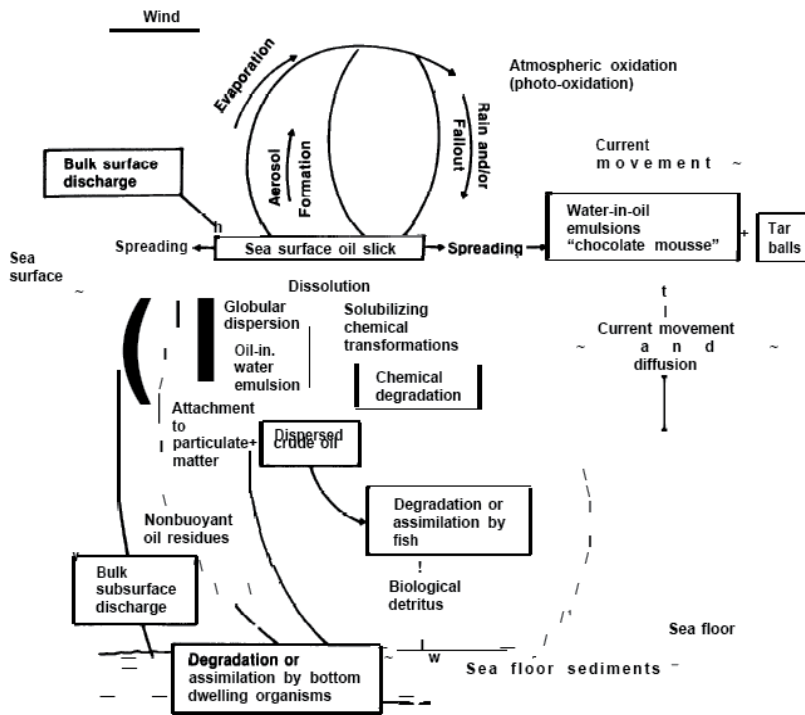 Wind
Evaporation
Atmospheric oxidation
(photo-oxidation)
Aerosol
Formation
Rain and/or
Fallout
Current
movement ~
Bulk surface
discharge
h
Water-in-oil
emulsions
“chocolate mousse”
+
Tar
balls
Spreading
Sea surface oil slick
Spreading
Sea
surface
~
Dissolution
Globular
dispersion
Solubilizing
chemical
transformations
Oil-in.
water
emulsion
Chemical
degradation
t
Current movement
~ and ~
diffusion
Attachment
to
particulate+
matter
Dispersed
crude oil
Nonbuoyant
oil residues
Degradation or
assimilation by
fish
!
Biological
detritus
Bulk
subsurface
discharge
Sea floor
w
Degradation or
assimilation by bottom
dwelling organisms
~
Sea floor sediments